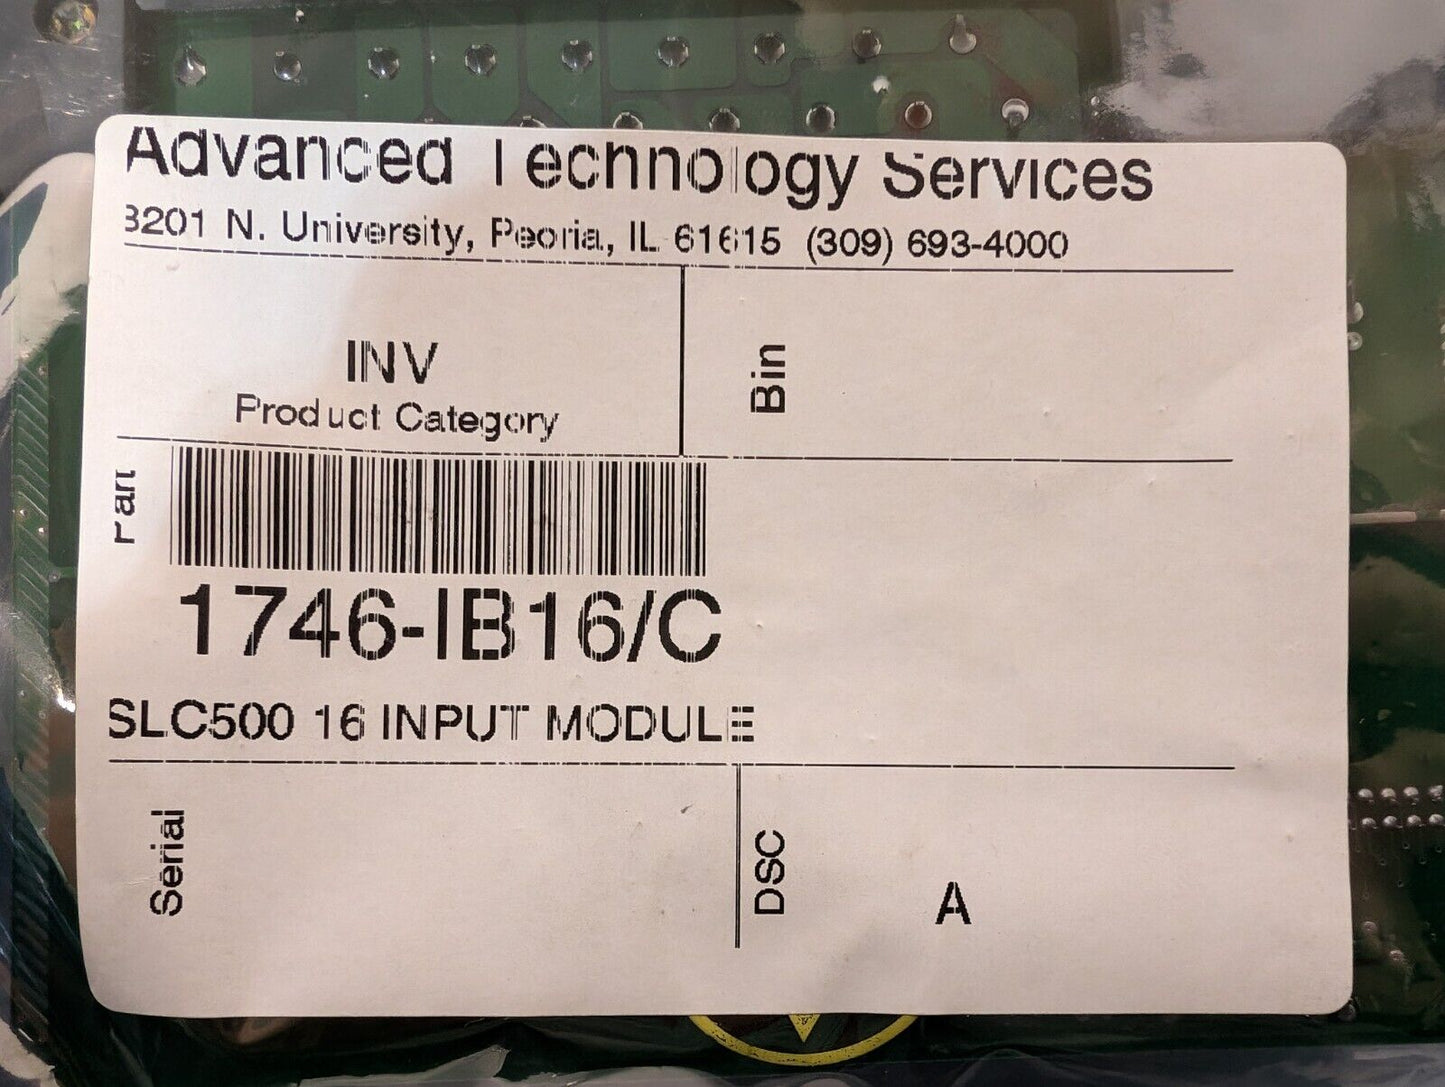 Advanced Technology Services
3201 N. University, Peoria, IL 61615 (309) 693-4000
INV
Product Category
Bin
Part
1746-IB16/C
SLC500 16 INPUT MODULE
Serial
DSC
A